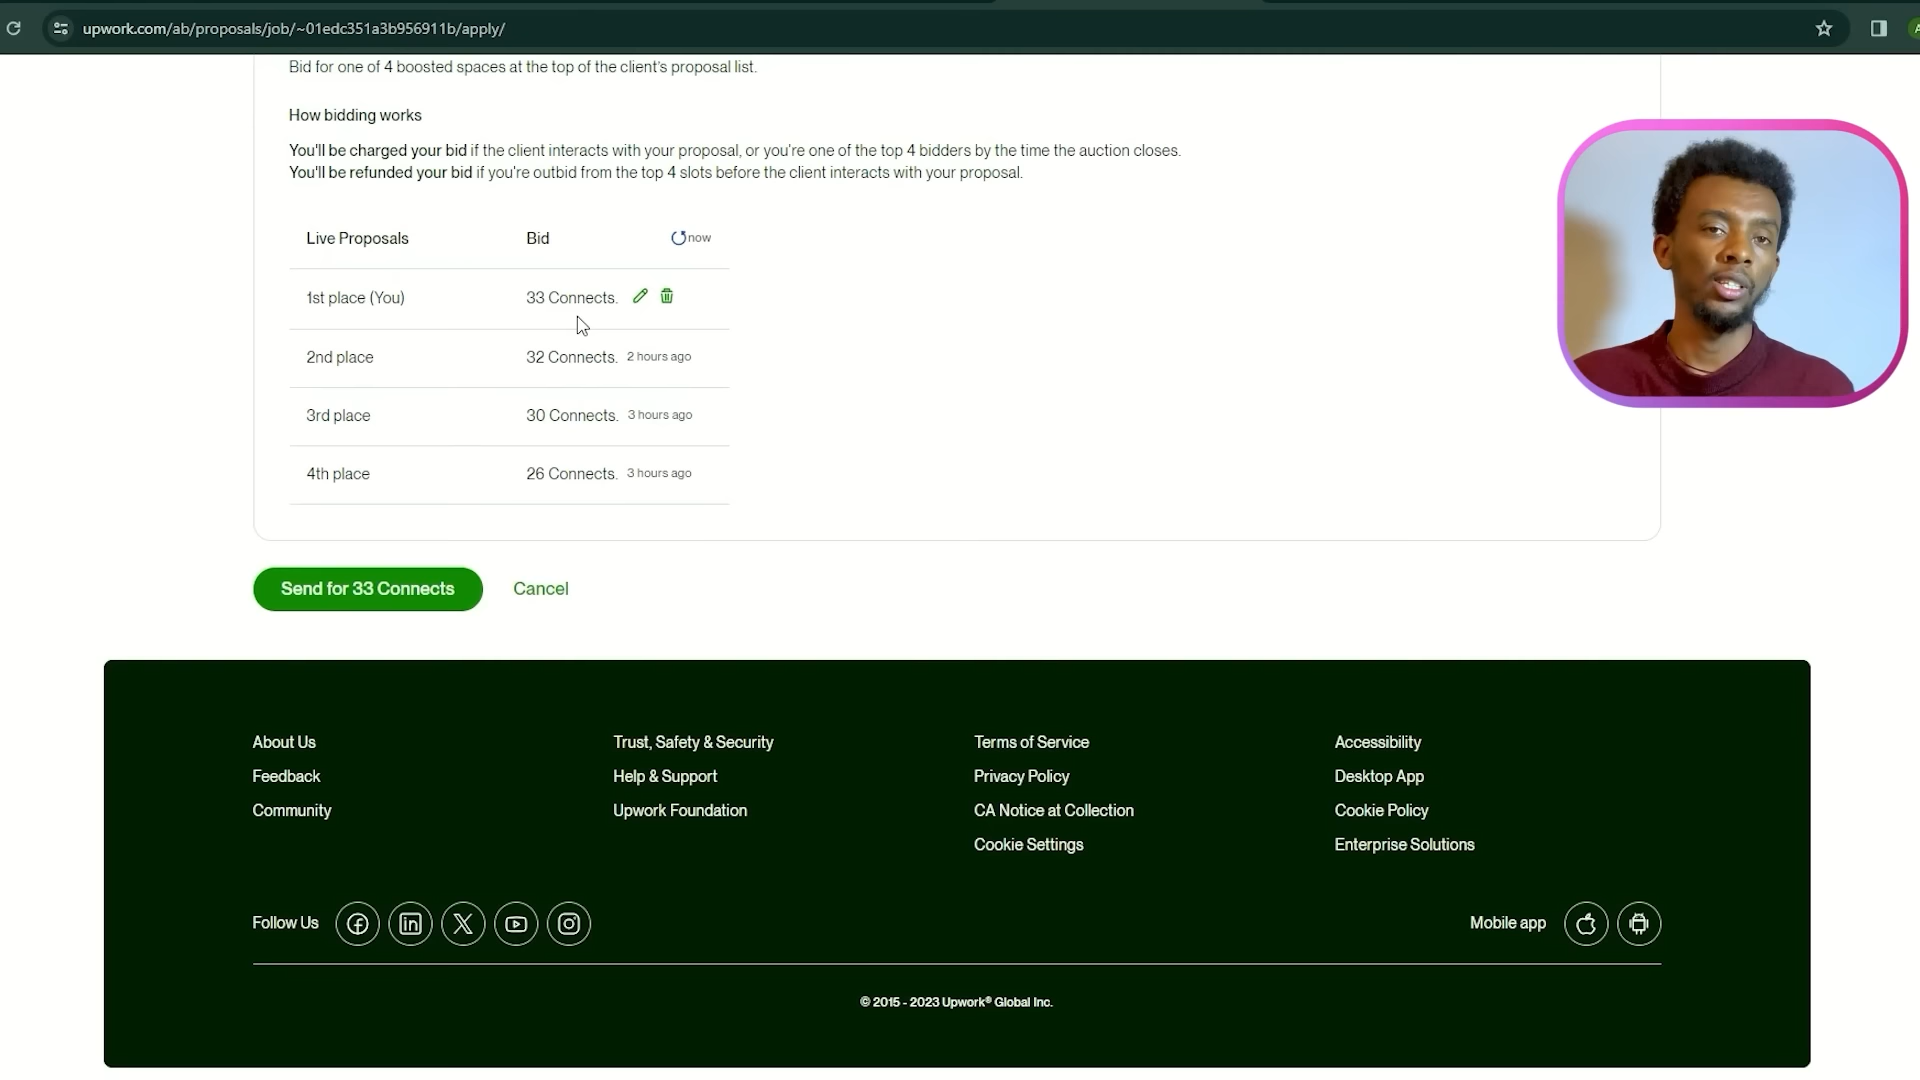 upwork.com/ab/proposals/job/~01edc351a3b956911b/apply/
Bid for one of 4 boosted spaces at the top of the client's proposal list.
How bidding works
You'll be charged your bid if the client interacts with your proposal, or you're one of the top 4 bidders by the time the auction closes.
You'll be refunded your bid if you're outbid from the top 4 slots before the client interacts with your proposal.
Live Proposals Bid now
1st place (You) 33 Connects.
2nd place 32 Connects. 2 hours ago
3rd place 30 Connects. 3 hours ago
4th place 26 Connects. 3 hours ago
Send for 33 Connects Cancel
About Us Trust, Safety & Security Terms of Service Accessibility
Feedback Help & Support Privacy Policy Desktop App
Community Upwork Foundation CA Notice at Collection Cookie Policy
Cookie Settings Enterprise Solutions
Follow Us Mobile app
© 2015 - 2023 Upwork® Global Inc.